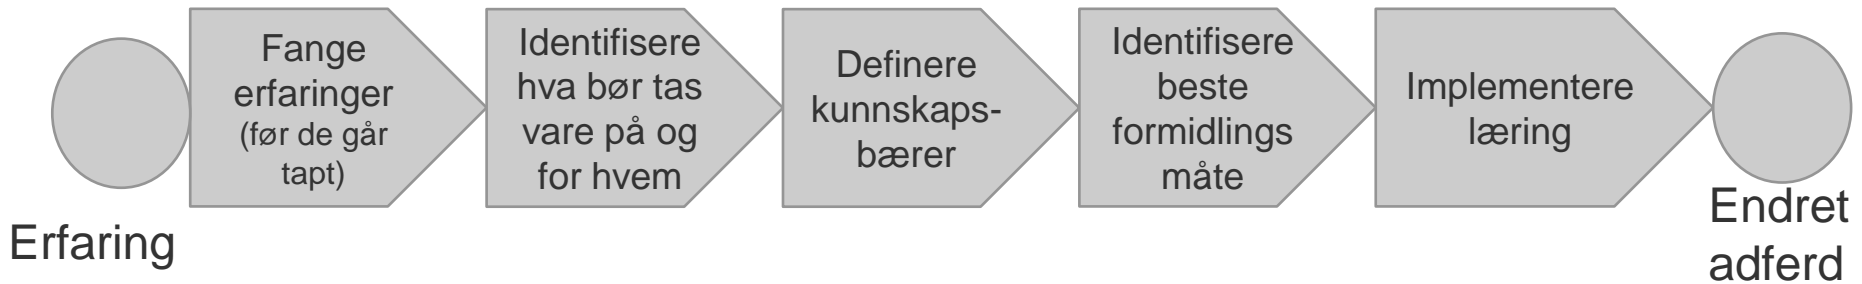 Erfaring
Fange
erfaringer
(før de går
tapt)
Identifisere
hva bør tas
vare på og
for hvem
Definere
kunnskaps-
bærer
Identifisere
beste
formidlings
måte
Implementere
læring
Endret
adferd